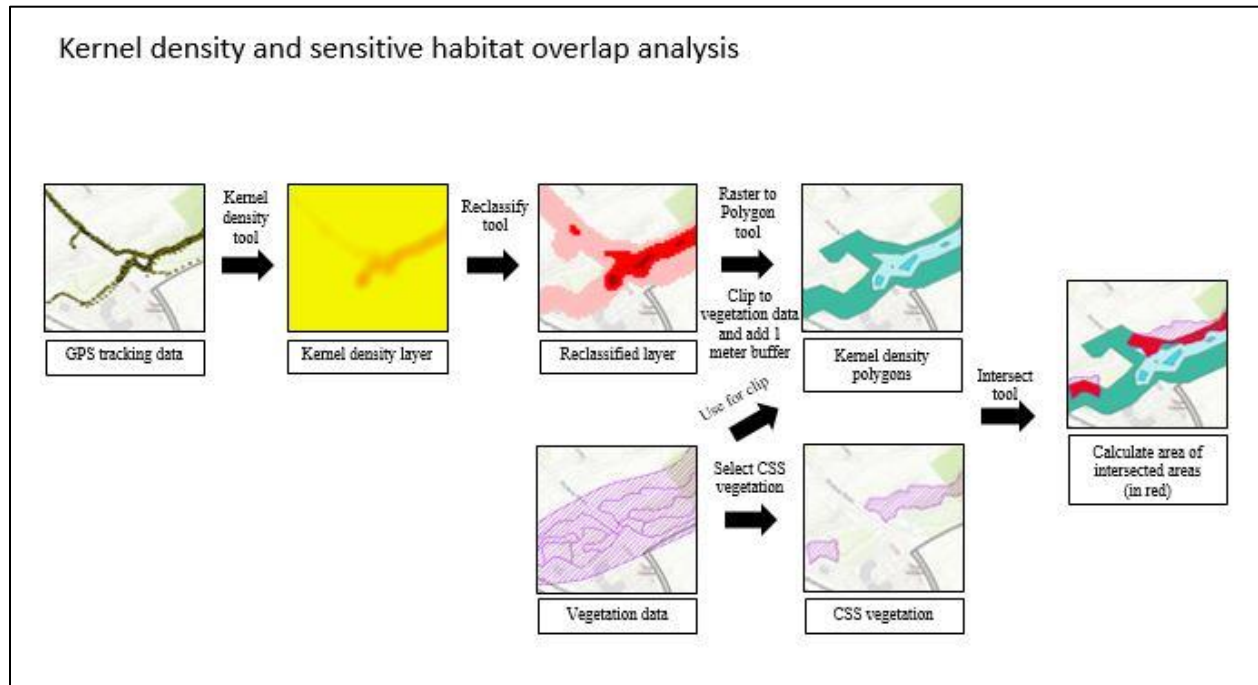 Kernel density and sensitive habitat overlap analysis
Kernel
density
tool
Reclassify
tool
Raster to
Polygon
tool
Clip to
vegetation data
and add 1
meter buffer
GPS tracking data
Kernel density layer
Reclassified layer
Kernel density
polygons
Intersect
tool
Use for clip
Select CSS
vegetation
Calculate area of
intersected areas
(in red)
Vegetation data
CSS vegetation